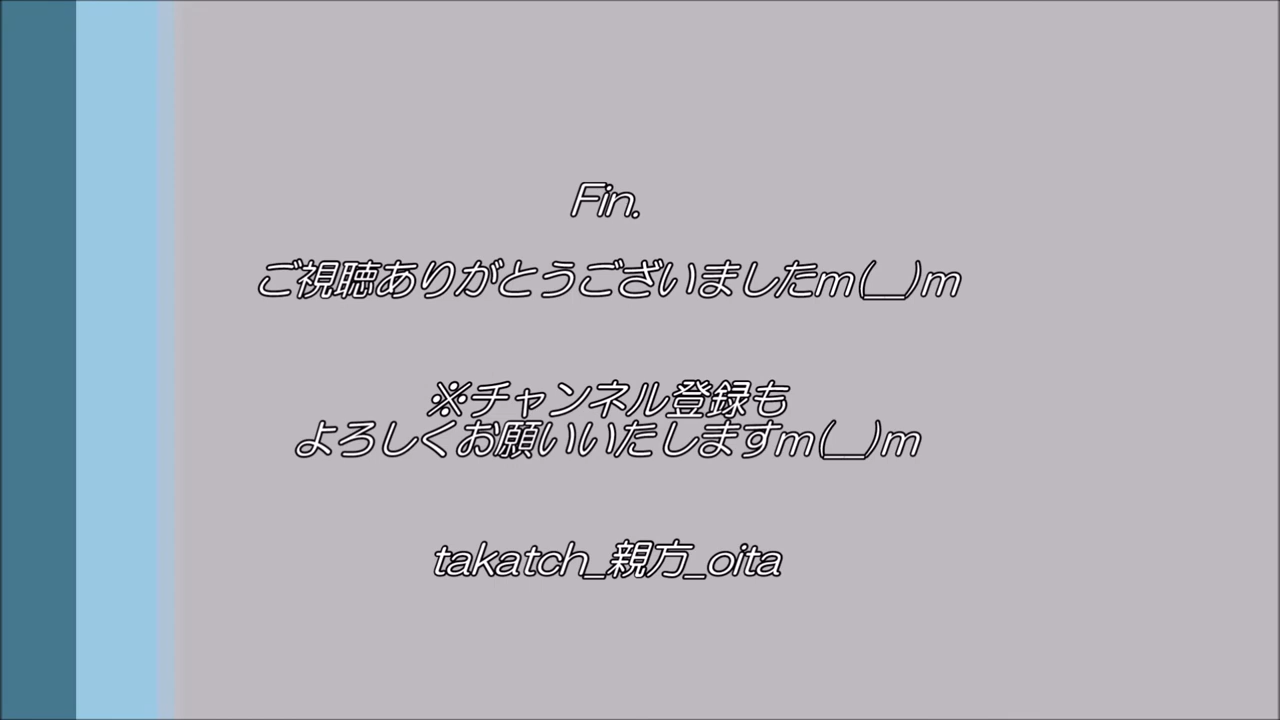 Fin.
ご視聴ありがとうございましたm(__)m
※チャンネル登録も
よろしくお願いいたしますm(__)m
takatch_親方_oita